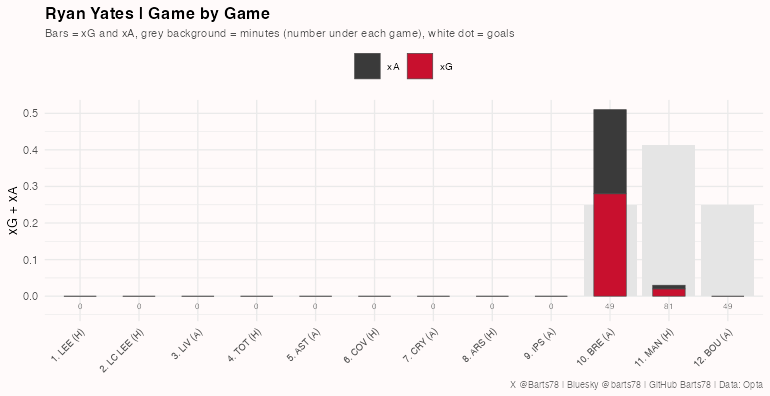 Ryan Yates | Game by Game
Bars = xG and xA, grey background = minutes (number under each game), white dot = goals
xA xG
xG + xA
0.5
0.4
0.3
0.2
0.1
0.0
0 0 0 0 0 0 0 0 0 49 81 49
1. LEE (H)
2. LC LEE (H)
3. LIV (A)
4. TOT (H)
5. AST (A)
6. COV (H)
7. CRY (A)
8. ARS (H)
9. IPS (A)
10. BRE (A)
11. MAN (H)
12. BOU (A)
X @Barts78 | Bluesky @barts78 | GitHub Barts78 | Data: Opta